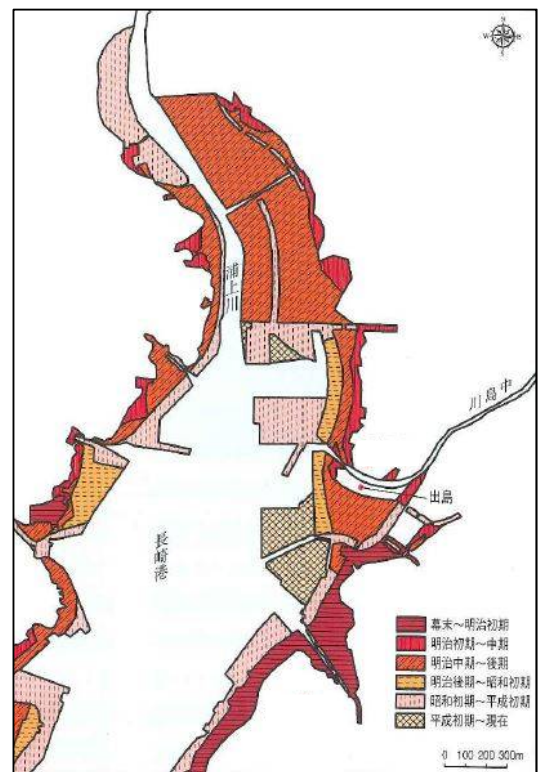 N
W
E
S
浦上川
中島川
出島
長崎港
幕末～明治初期
明治初期～中期
明治中期～後期
明治後期～昭和初期
昭和初期～平成初期
平成初期～現在
0 100 200 300m